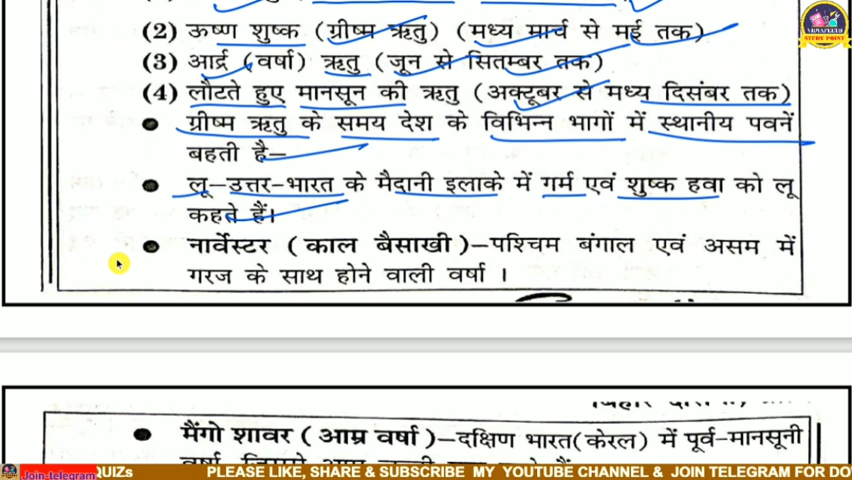 (2) ऊष्ण शुष्क (ग्रीष्म ऋतु) (मध्य मार्च से मई तक)
(3) आर्द्र (वर्षा) ऋतु (जून से सितम्बर तक)
(4) लौटते हुए मानसून की ऋतु (अक्टूबर से मध्य दिसंबर तक)
● ग्रीष्म ऋतु के समय देश के विभिन्न भागों में स्थानीय पवनें
बहती है–
● लू–उत्तर-भारत के मैदानी इलाके में गर्म एवं शुष्क हवा को लू
कहते हैं।
● नार्वेस्टर (काल बैसाखी)–पश्चिम बंगाल एवं असम में
गरज के साथ होने वाली वर्षा ।
● मैंगो शावर (आम्र वर्षा)–दक्षिण भारत(केरल) में पूर्व-मानसूनी
STUDY POINT
Join_telegram QUIZs PLEASE LIKE, SHARE & SUBSCRIBE MY YOUTUBE CHANNEL & JOIN TELEGRAM FOR DO